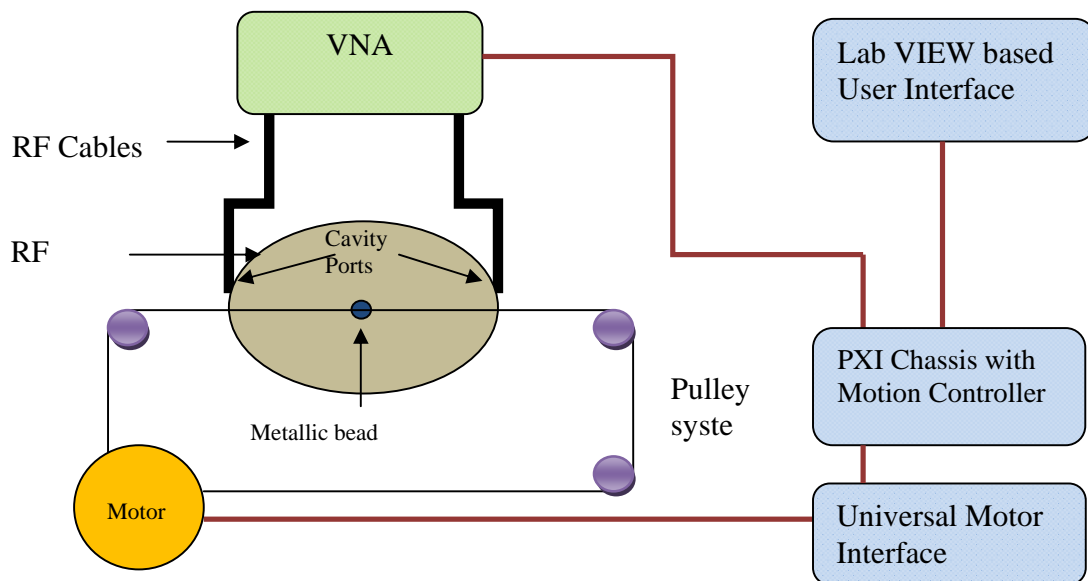 VNA
Lab VIEW based
User Interface
RF Cables
RF
Cavity
Ports
PXI Chassis with
Motion Controller
Pulley
syste
Metallic bead
Motor
Universal Motor
Interface